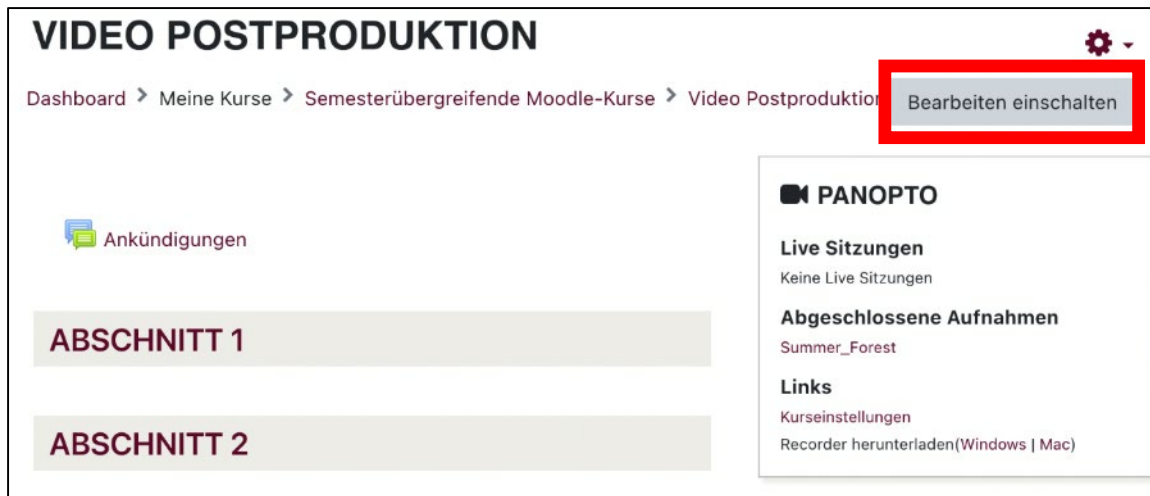 VIDEO POSTPRODUKTION
Dashboard > Meine Kurse > Semesterübergreifende Moodle-Kurse > Video Postproduktion
Bearbeiten einschalten
Ankündigungen
ABSCHNITT 1
ABSCHNITT 2
PANOPTO
Live Sitzungen
Keine Live Sitzungen
Abgeschlossene Aufnahmen
Summer_Forest
Links
Kurseinstellungen
Recorder herunterladen(Windows | Mac)